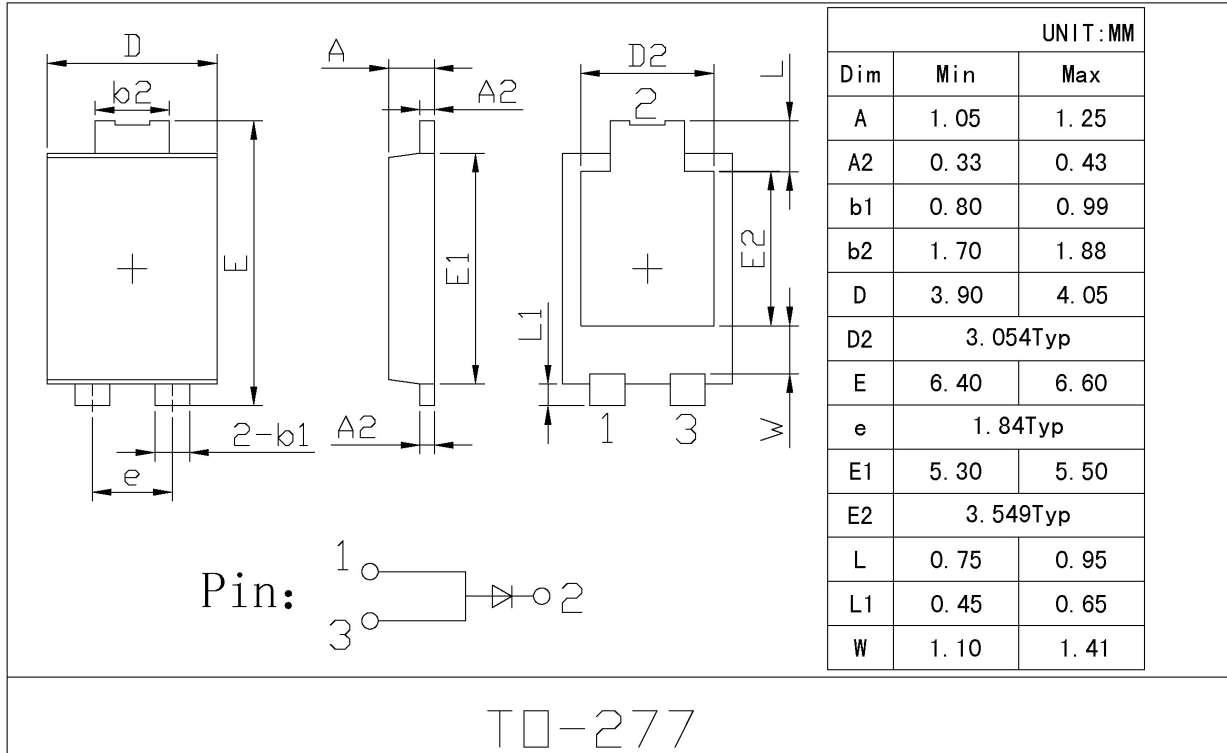 D
b2
E
2-b1
e
A
A2
E1
L1
A2
D2
2
L
E2
W
1 3
Pin:
1
3
2
UNIT:MM
Dim Min Max
A 1.05 1.25
A2 0.33 0.43
b1 0.80 0.99
b2 1.70 1.88
D 3.90 4.05
D2 3.054Typ
E 6.40 6.60
e 1.84Typ
E1 5.30 5.50
E2 3.549Typ
L 0.75 0.95
L1 0.45 0.65
W 1.10 1.41
TO-277